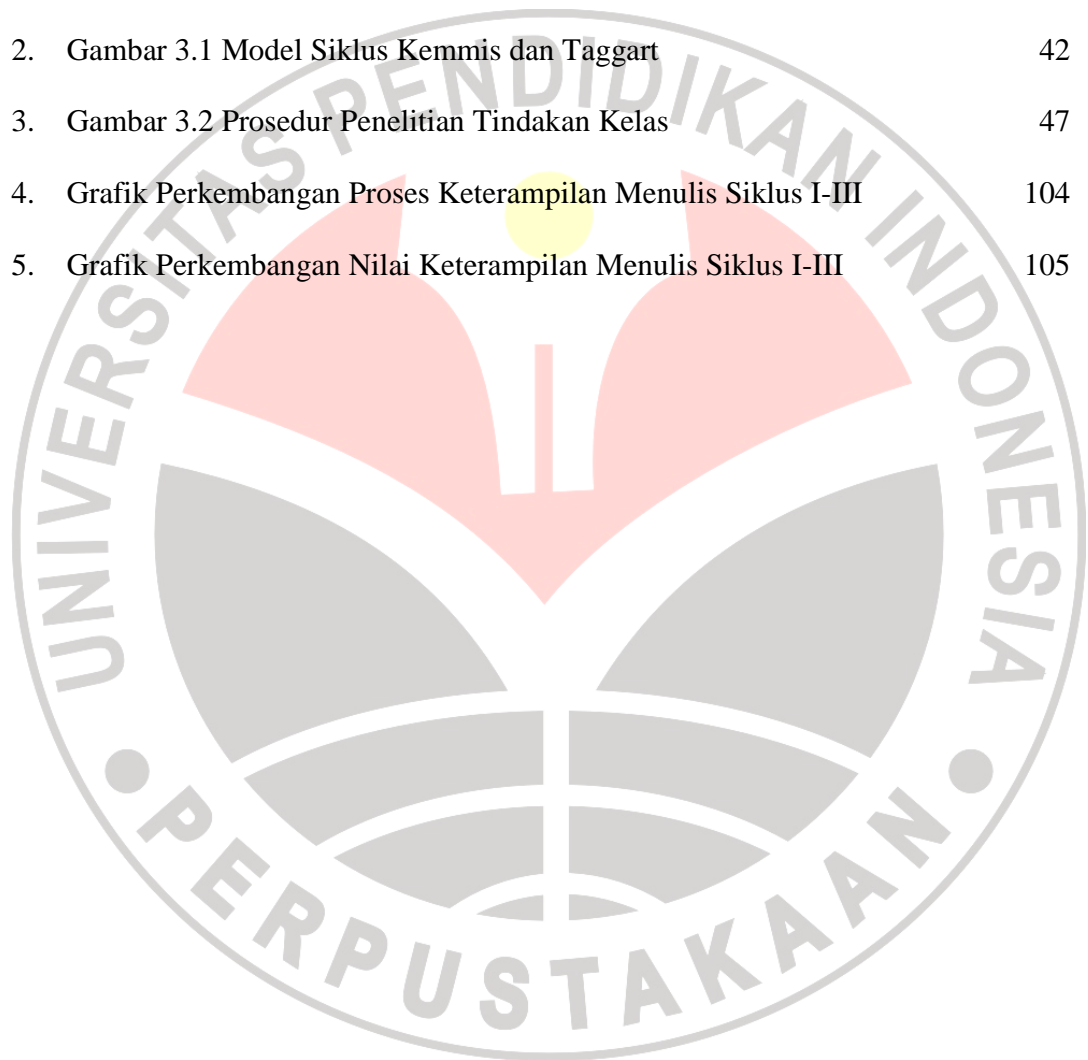 2. Gambar 3.1 Model Siklus Kemmis dan Taggart 42
3. Gambar 3.2 Prosedur Penelitian Tindakan Kelas 47
4. Grafik Perkembangan Proses Keterampilan Menulis Siklus I-III 104
5. Grafik Perkembangan Nilai Keterampilan Menulis Siklus I-III 105
UNIVERSITAS PENDIDIKAN INDONESIA
PERPUSTAKAAN